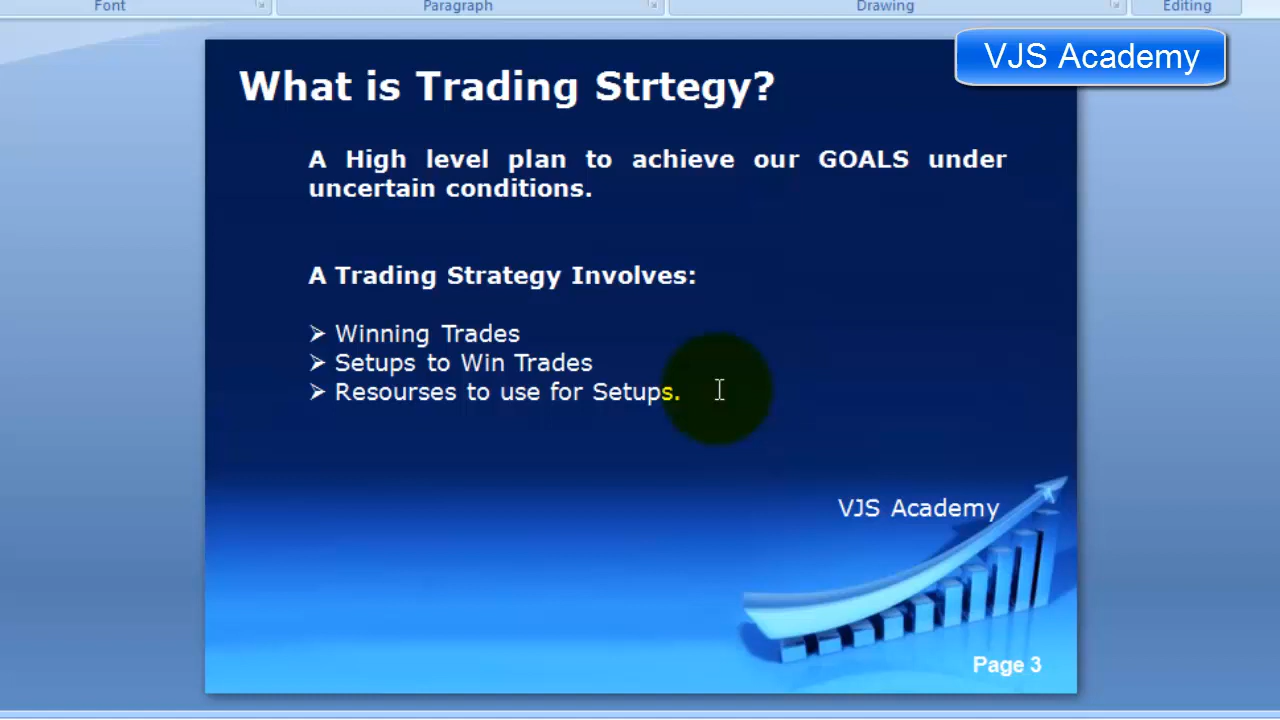 Font
Paragraph
Drawing
Editing
VJS Academy
What is Trading Strtegy?
A High level plan to achieve our GOALS under
uncertain conditions.
A Trading Strategy Involves:
➢ Winning Trades
➢ Setups to Win Trades
➢ Resourses to use for Setups.
VJS Academy
Page 3